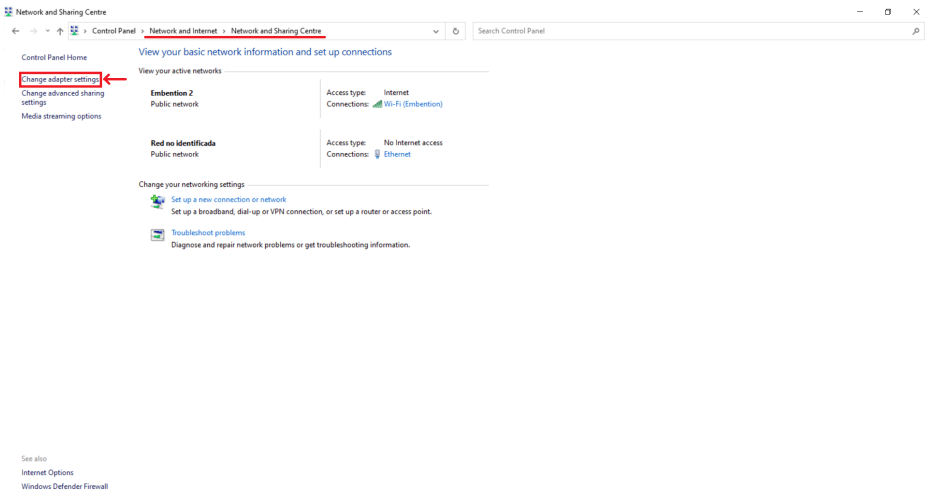 Network and Sharing Centre
Control Panel > Network and Internet > Network and Sharing Centre
Search Control Panel
Control Panel Home
Change adapter settings
Change advanced sharing
settings
Media streaming options
View your basic network information and set up connections
View your active networks
Embention 2
Public network
Access type: Internet
Connections: Wi-Fi (Embention)
Red no identificada
Public network
Access type: No Internet access
Connections: Ethernet
Change your networking settings
Set up a new connection or network
Set up a broadband, dial-up or VPN connection, or set up a router or access point.
Troubleshoot problems
Diagnose and repair network problems or get troubleshooting information.
See also
Internet Options
Windows Defender Firewall